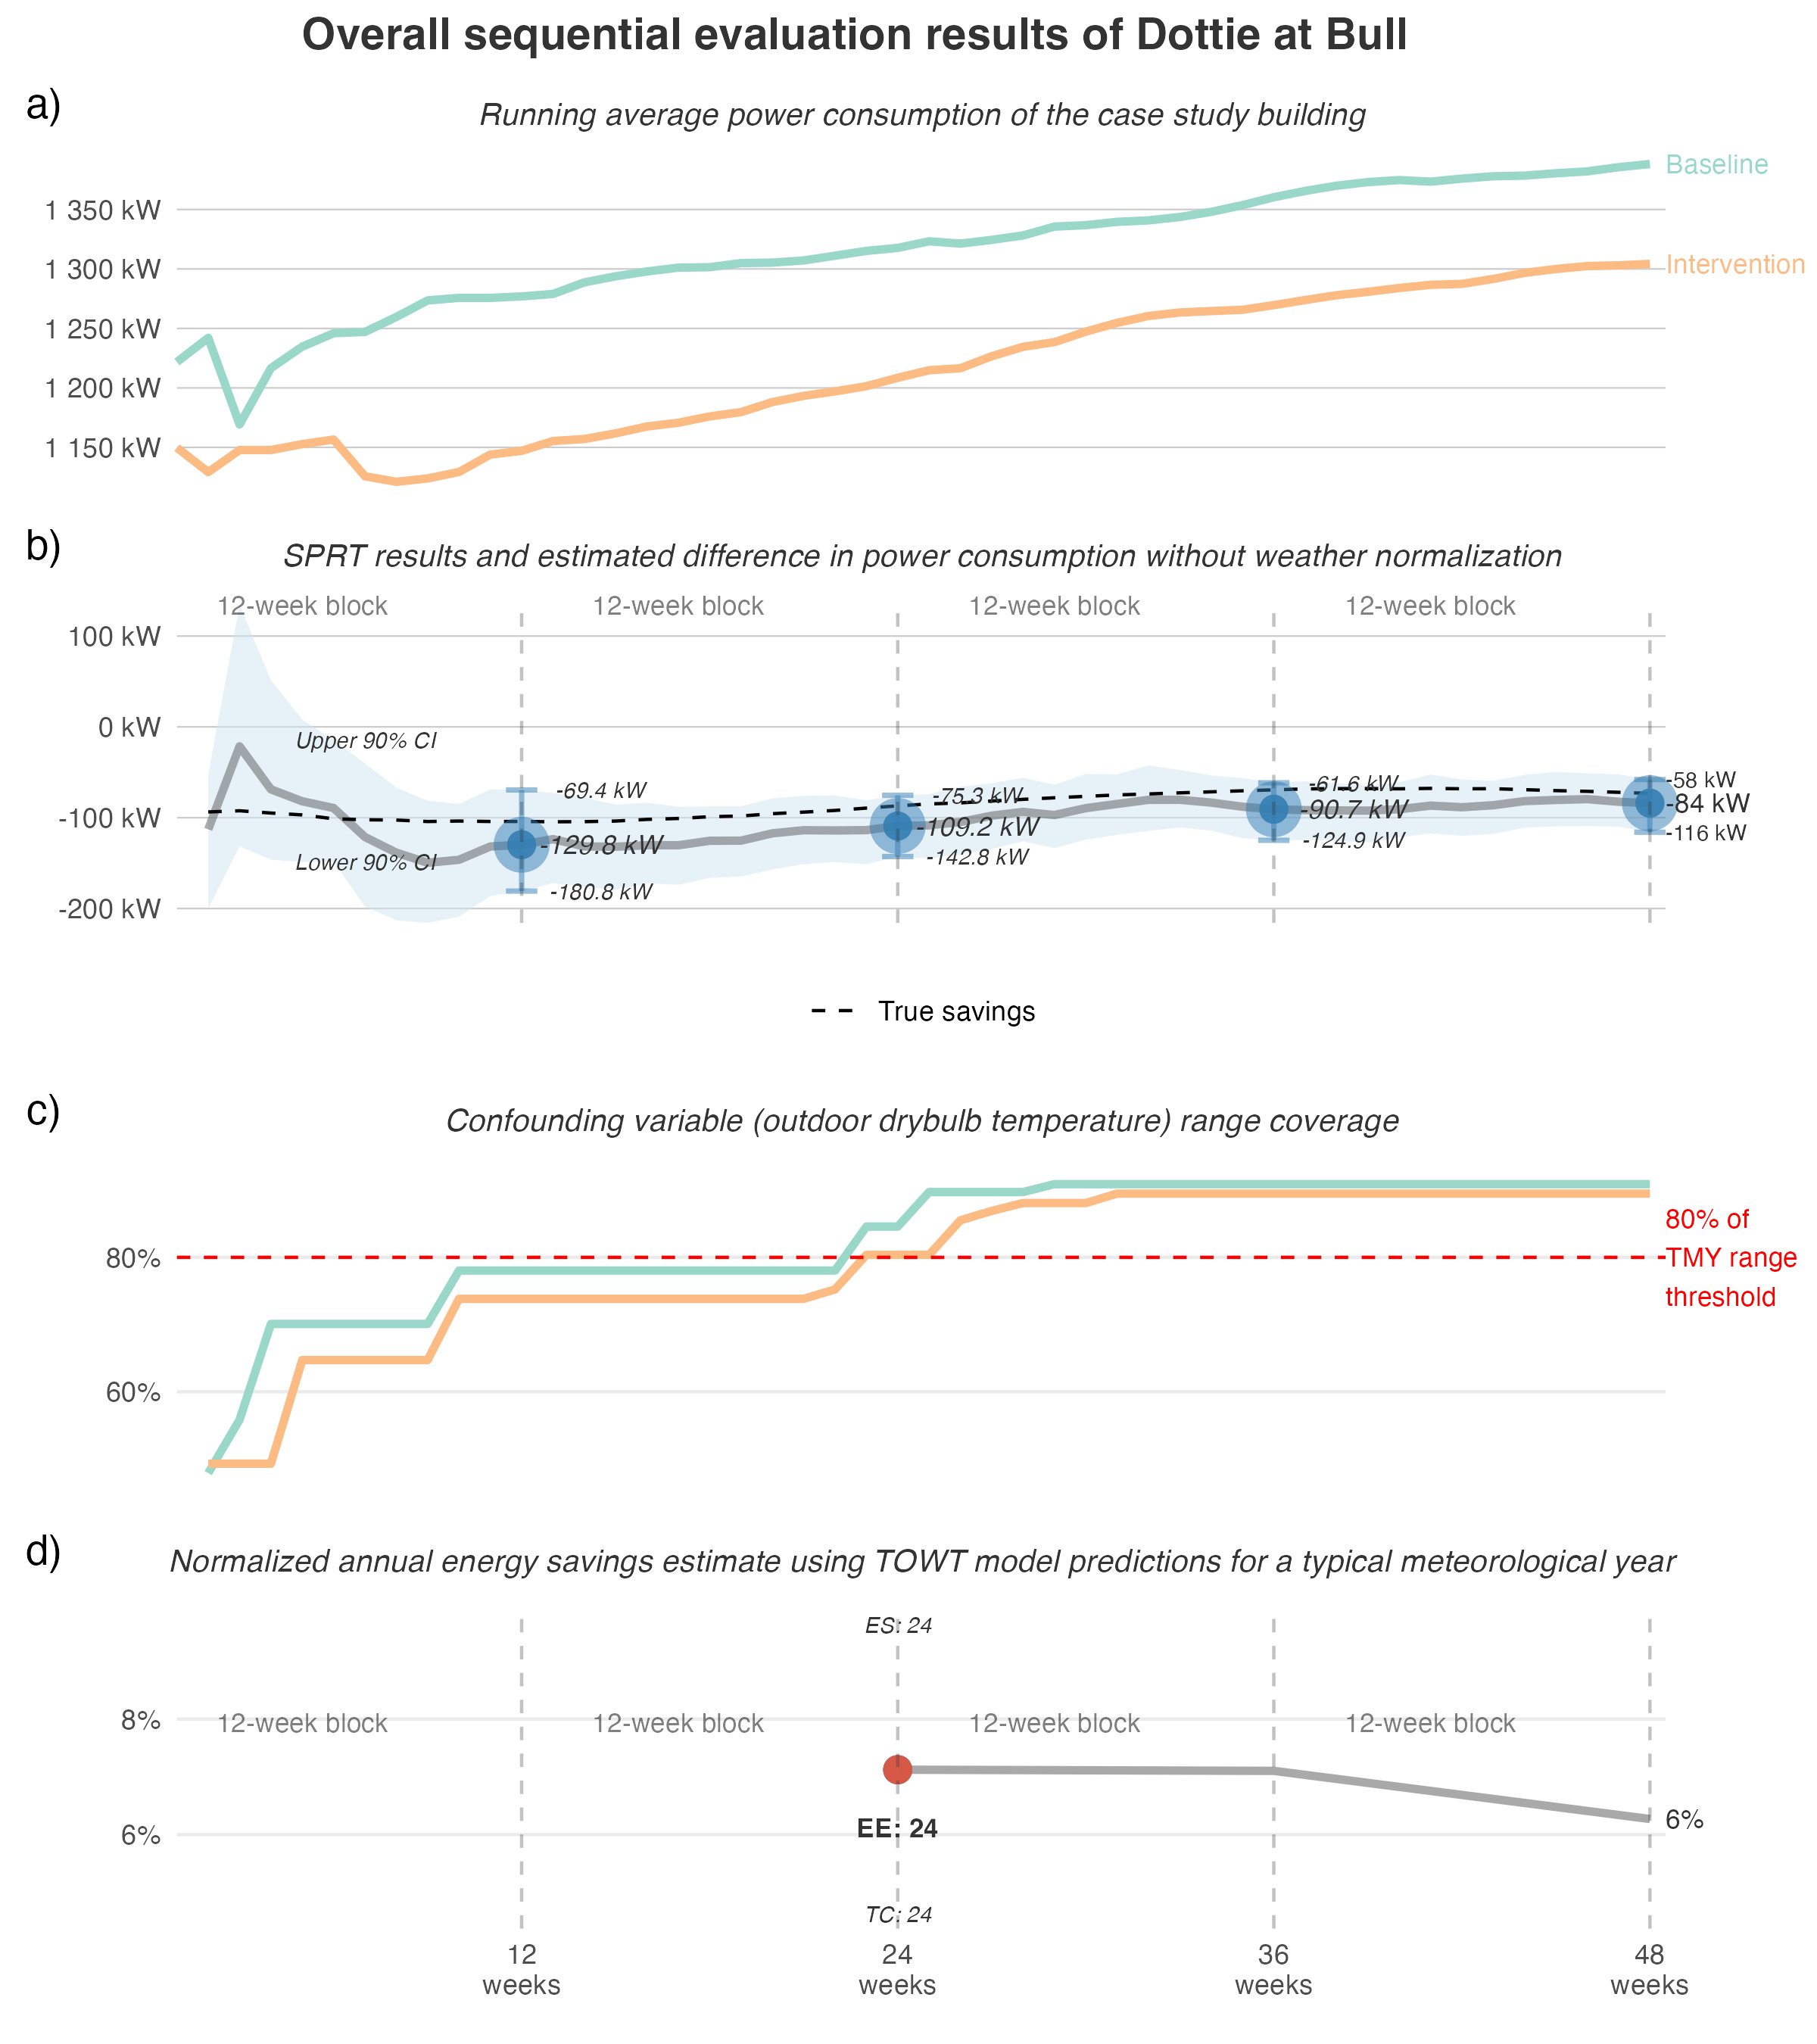 Overall sequential evaluation results of Dottie at Bull
a)
Running average power consumption of the case study building
Baseline
1 350 kW
1 300 kW
Intervention
1 250 kW
1 200 kW
1 150 kW
b)
SPRT results and estimated difference in power consumption without weather normalization
12-week block 12-week block 12-week block 12-week block
100 kW
0 kW
Upper 90% CI
-69.4 kW
-75.3 kW
-61.6 kW
-58 kW
-100 kW
-129.8 kW
-109.2 kW
-90.7 kW
-84 kW
Lower 90% CI
-180.8 kW
-142.8 kW
-124.9 kW
-116 kW
-200 kW
True savings
c)
Confounding variable (outdoor drybulb temperature) range coverage
80%
60%
80% of
TMY range
threshold
d)
Normalized annual energy savings estimate using TOWT model predictions for a typical meteorological year
ES: 24
8%
12-week block 12-week block 12-week block 12-week block
EE: 24
6%
6%
TC: 24
12 24 36 48
weeks weeks weeks weeks